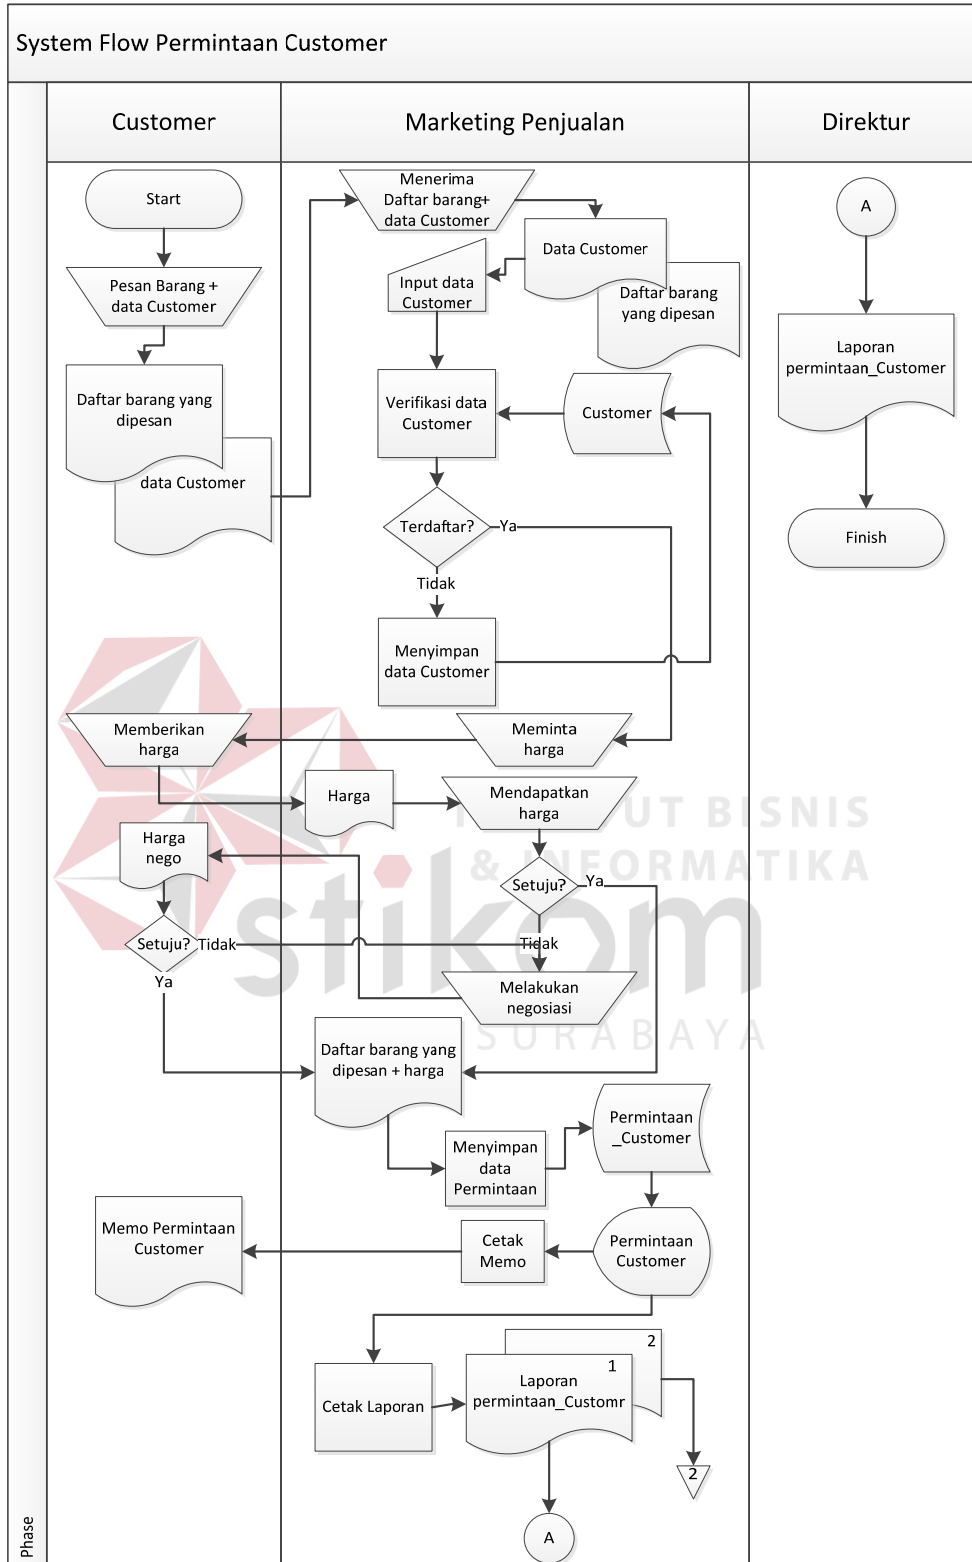 System Flow Permintaan Customer
Customer
Marketing Penjualan
Direktur
Start
Pesan Barang +
data Customer
Daftar barang yang
dipesan
data Customer
Menerima
Daftar barang+
data Customer
Data Customer
Daftar barang
yang dipesan
Input data
Customer
Verifikasi data
Customer
Customer
Terdaftar?
Ya
Tidak
Menyimpan
data Customer
Meminta
harga
Memberikan
harga
Harga
Mendapatkan
harga
Setuju?
Ya
Tidak
Harga
nego
Setuju?
Tidak
Ya
Melakukan
negosiasi
Daftar barang yang
dipesan + harga
Menyimpan
data
Permintaan
Permintaan
_Customer
Permintaan
Customer
Cetak
Memo
Memo Permintaan
Customer
Cetak Laporan
2
1
Laporan
permintaan_Customr
2
A
A
Laporan
permintaan_Customer
Finish
Phase
UT BISNIS
& INFORMATIKA
stikom
SURABAYA